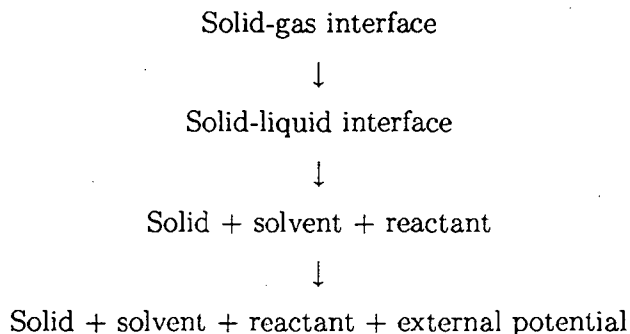 Solid-gas interface
↓
Solid-liquid interface
↓
Solid + solvent + reactant
↓
Solid + solvent + reactant + external potential